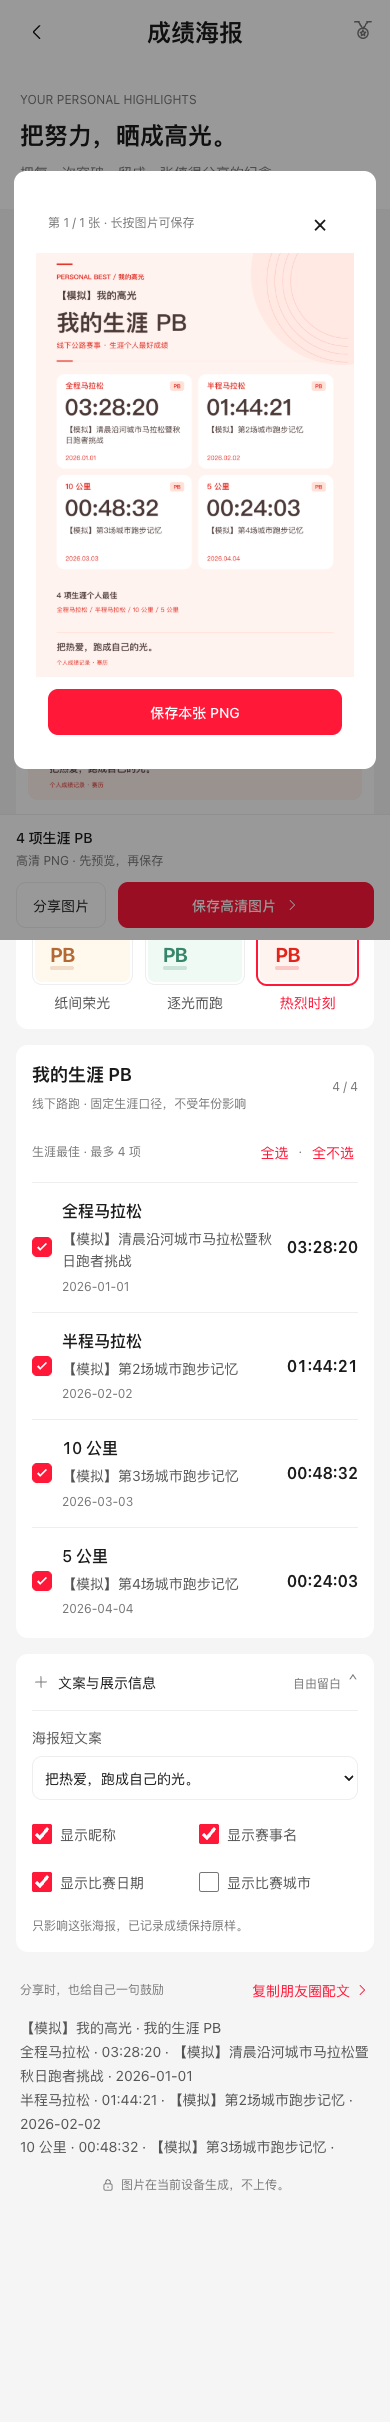 成绩海报
YOUR PERSONAL HIGHLIGHTS
把努力，晒成高光。
第 1 / 1 张 · 长按图片可保存
×
PERSONAL BEST / 我的高光
【模拟】我的高光
我的生涯 PB
线下公路赛事 · 生涯个人最好成绩
全程马拉松
PB
03:28:20
【模拟】清晨沿河城市马拉松暨秋
日跑者挑战
2026.01.01
半程马拉松
PB
01:44:21
【模拟】第2场城市跑步记忆
2026.02.02
10 公里
PB
00:48:32
【模拟】第3场城市跑步记忆
2026.03.03
5 公里
PB
00:24:03
【模拟】第4场城市跑步记忆
2026.04.04
4 项生涯个人最佳
全程马拉松 / 半程马拉松 / 10 公里 / 5 公里
把热爱，跑成自己的光。
个人成绩记录 · 赛历
保存本张 PNG
个人成绩记录 · 赛历
4 项生涯 PB
高清 PNG · 先预览，再保存
分享图片
保存高清图片
PB
PB
PB
纸间荣光
逐光而跑
热烈时刻
我的生涯 PB
4 / 4
线下路跑 · 固定生涯口径，不受年份影响
生涯最佳 · 最多 4 项
全选 · 全不选
全程马拉松
【模拟】清晨沿河城市马拉松暨秋
日跑者挑战
03:28:20
2026-01-01
半程马拉松
【模拟】第2场城市跑步记忆
01:44:21
2026-02-02
10 公里
【模拟】第3场城市跑步记忆
00:48:32
2026-03-03
5 公里
【模拟】第4场城市跑步记忆
00:24:03
2026-04-04
文案与展示信息
自由留白
海报短文案
把热爱，跑成自己的光。
显示昵称
显示赛事名
显示比赛日期
显示比赛城市
只影响这张海报，已记录成绩保持原样。
分享时，也给自己一句鼓励
复制朋友圈配文
【模拟】我的高光 · 我的生涯 PB
全程马拉松 · 03:28:20 · 【模拟】清晨沿河城市马拉松暨
秋日跑者挑战 · 2026-01-01
半程马拉松 · 01:44:21 · 【模拟】第2场城市跑步记忆 ·
2026-02-02
10 公里 · 00:48:32 · 【模拟】第3场城市跑步记忆 ·
图片在当前设备生成，不上传。